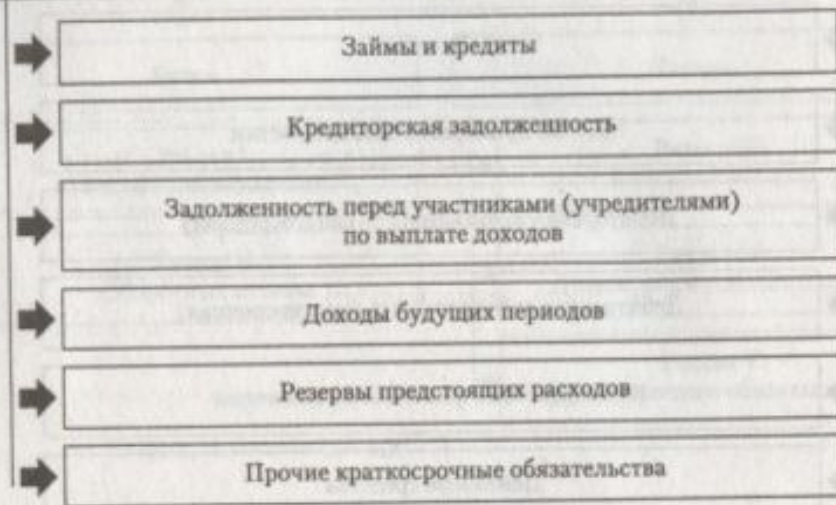 Займы и кредиты
Кредиторская задолженность
Задолженность перед участниками (учредителями)
по выплате доходов
Доходы будущих периодов
Резервы предстоящих расходов
Прочие краткосрочные обязательства